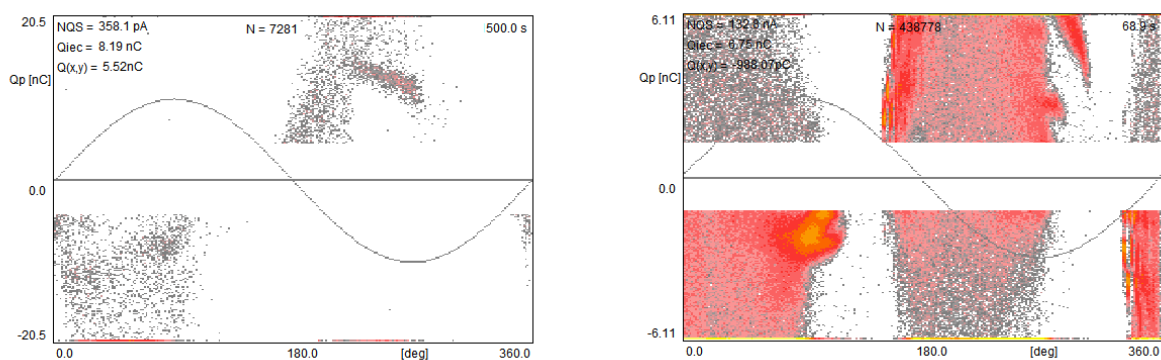 20.5
NQS = 358.1 pA
N = 7281
500.0 s
Qiec = 8.19 nC
Q(x,y) = 5.52nC
Qp [nC]
0.0
-20.5
0.0
180.0
[deg]
360.0
6.11
NQS = 132.8 nA
N = 438778
68.9 s
Qiec = 6.75 nC
Q(x,y) = -988.07pC
Qp [nC]
0.0
-6.11
0.0
180.0
[deg]
360.0